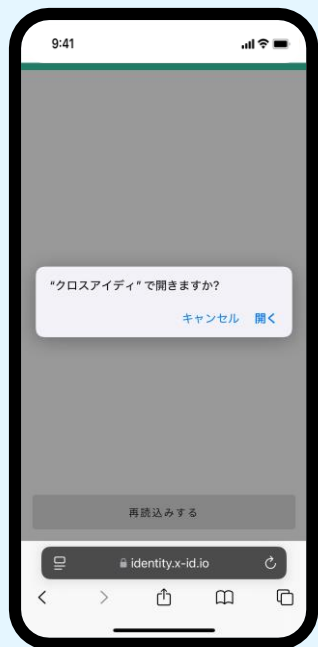 9:41
“クロスアイディ” で開きますか?
キャンセル 開く
再読込みする
identity.x-id.io